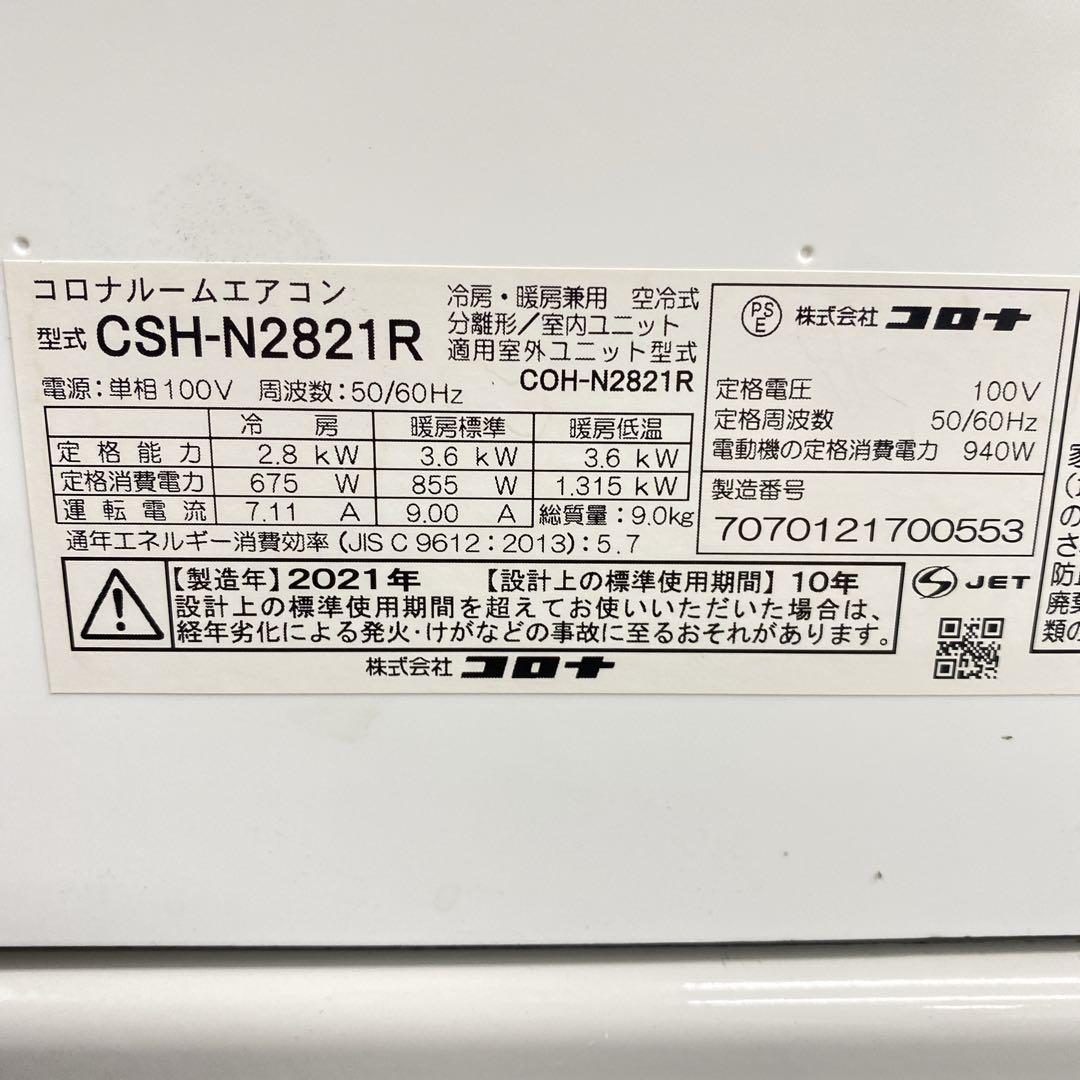 コロナルームエアコン
型式 CSH-N2821R
冷房・暖房兼用 空冷式
分離形/室内ユニット
適用室外ユニット型式
COH-N2821R
電源:単相100V 周波数:50/60Hz
冷房 暖房標準 暖房低温
定格能力 2.8 kW 3.6 kW 3.6 kW
定格消費電力 675 W 855 W 1.315 kW
運転電流 7.11 A 9.00 A 総質量:9.0kg
通年エネルギー消費効率(JIS C 9612:2013):5.7
PSE 株式会社 コロナ
定格電圧 100V
定格周波数 50/60Hz
電動機の定格消費電力 940W
製造番号
7070121700553
【製造年】2021年 【設計上の標準使用期間】10年
設計上の標準使用期間を超えてお使いいただいた場合は、
経年劣化による発火・けがなどの事故に至るおそれがあります。
S JET
株式会社 コロナ
の
さ
防止
廃棄
類の